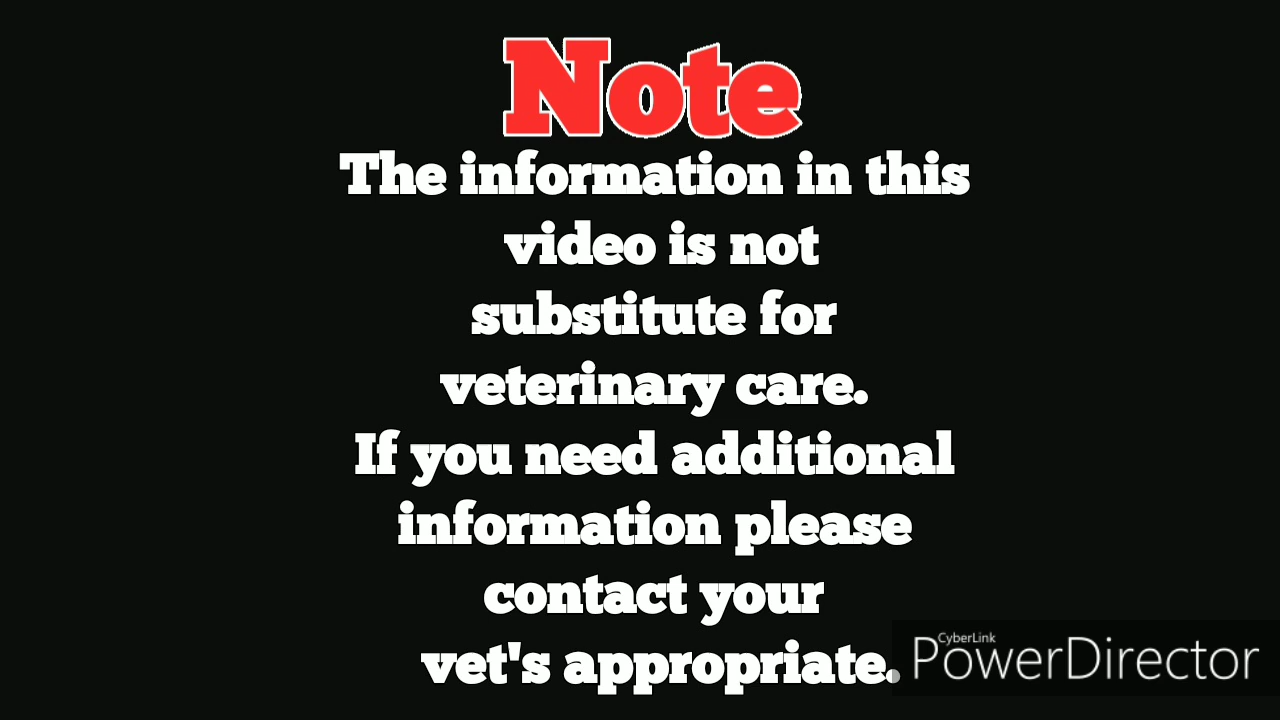 Note
The information in this
video is not
substitute for
veterinary care.
If you need additional
information please
contact your
vet's appropriate.
CyberLink
PowerDirector